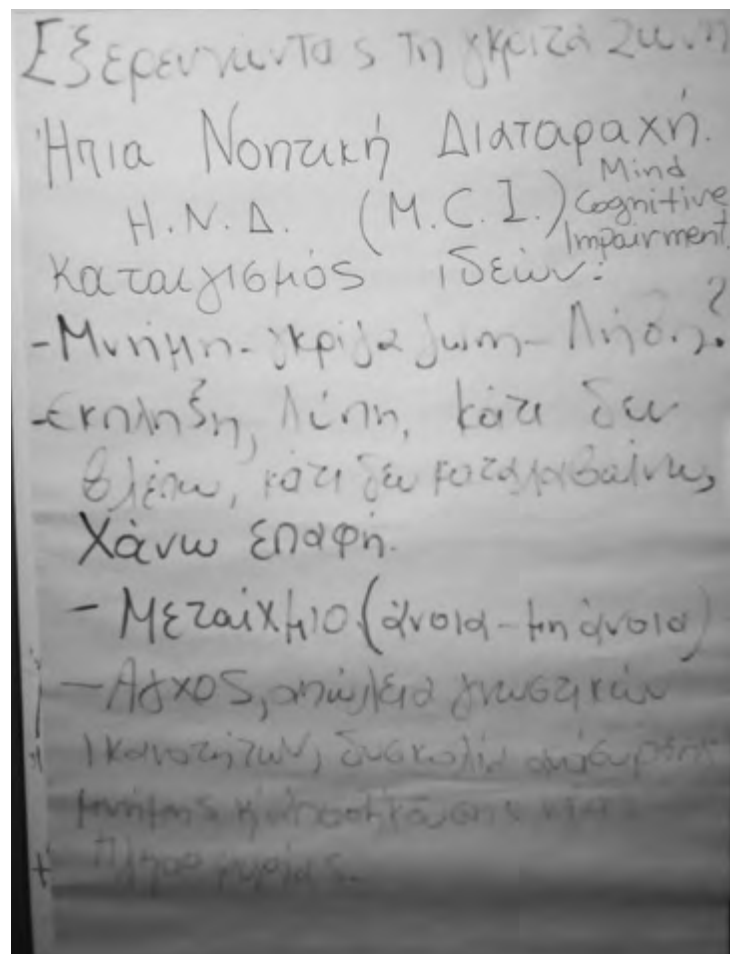 Εξερευνώντας τη γκρίζα ζώνη
Ήπια Νοητική Διαταραχή.
Η.Ν.Δ. (M.C.I.) Mind
Cognitive
Impairment
Καταιγισμός ιδεών:
-Μνήμη-γκρίζα ζώνη-Λήθη?
-έκπληξη, λύπη, κάτι δεν
βλέπω, κάτι δεν καταλαβαίνω,
Χάνω επαφή.
- Μεταίχμιο (άνοια-μη άνοια)
- Άγχος, απώλεια γνωστικών
ικανοτήτων, δυσκολία ανάσυρσης
μνήμης ή αποθήκευσης νέας
πληροφορίας.